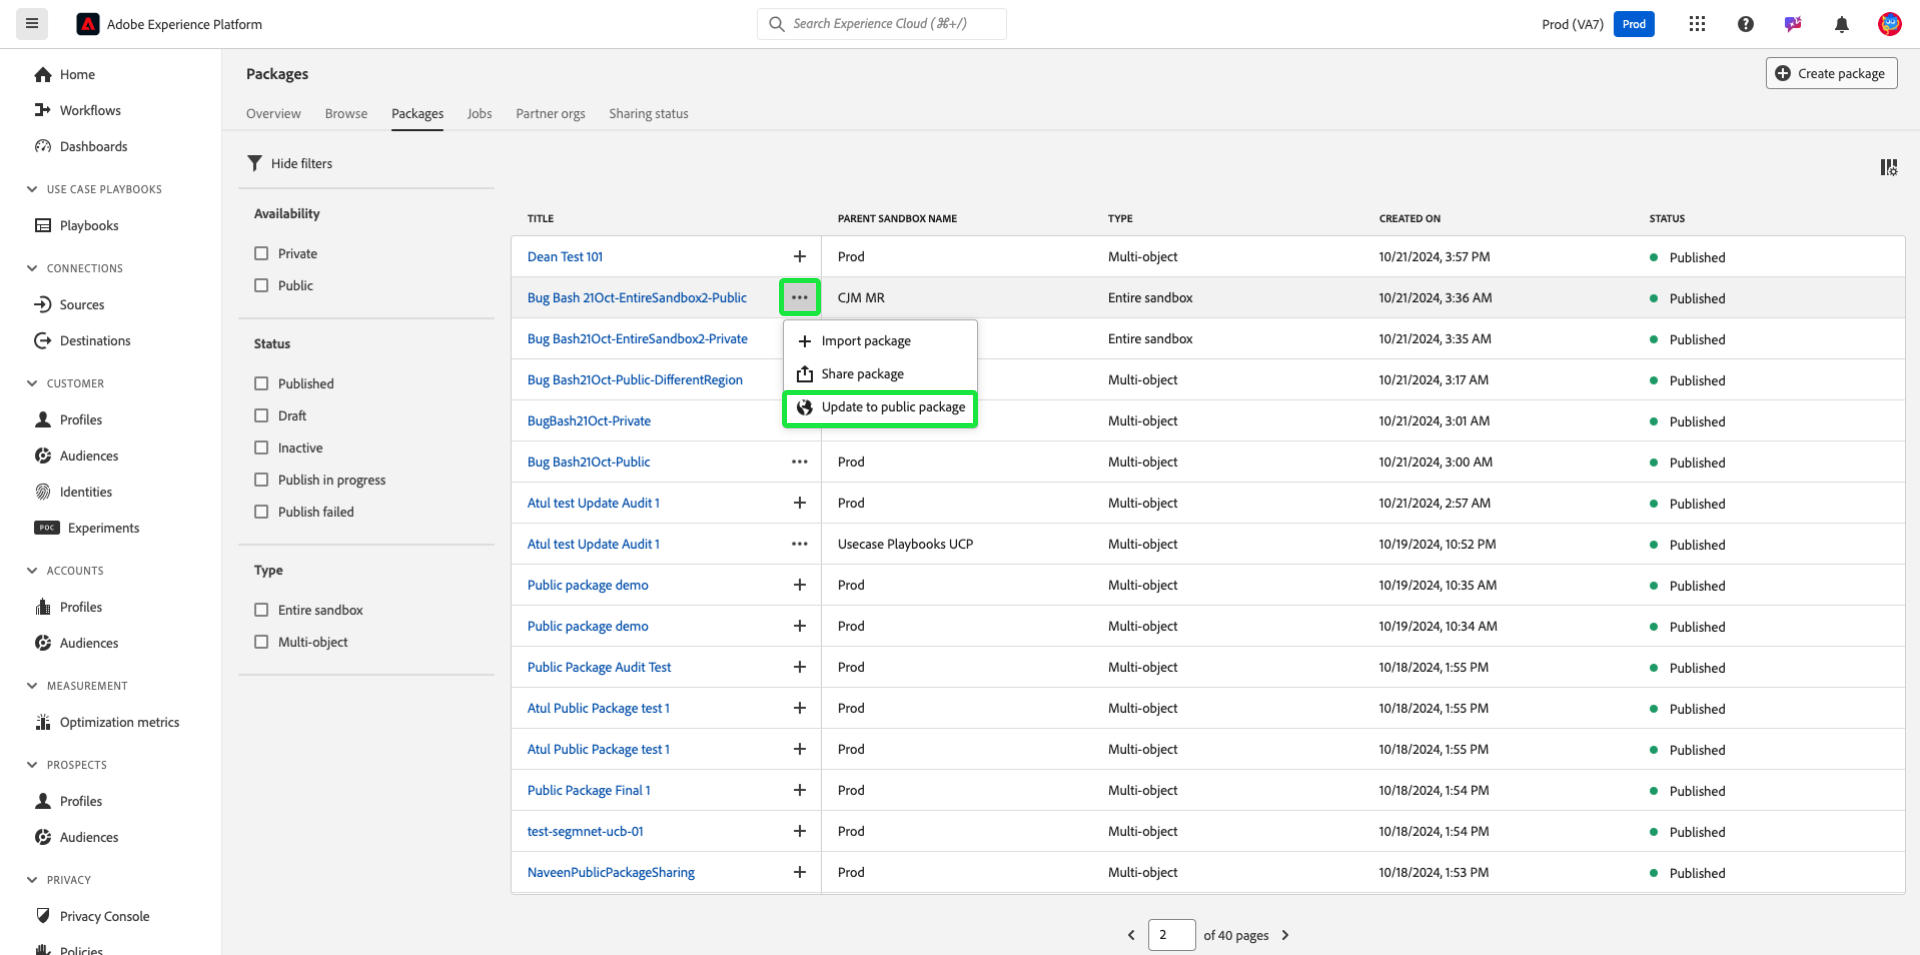 Adobe Experience Platform
Search Experience Cloud (⌘+/)
Prod (VA7)
Prod
Home
Workflows
Dashboards
USE CASE PLAYBOOKS
Playbooks
CONNECTIONS
Sources
Destinations
CUSTOMER
Profiles
Audiences
Identities
POC Experiments
ACCOUNTS
Profiles
Audiences
MEASUREMENT
Optimization metrics
PROSPECTS
Profiles
Audiences
PRIVACY
Privacy Console
Policies
Packages
Create package
Overview Browse Packages Jobs Partner orgs Sharing status
Hide filters
Availability
Private
Public
Status
Published
Draft
Inactive
Publish in progress
Publish failed
Type
Entire sandbox
Multi-object
TITLE PARENT SANDBOX NAME TYPE CREATED ON STATUS
Dean Test 101 Prod Multi-object 10/21/2024, 3:57 PM Published
Bug Bash 21Oct-EntireSandbox2-Public CJM MR Entire sandbox 10/21/2024, 3:36 AM Published
Bug Bash21Oct-EntireSandbox2-Private Entire sandbox 10/21/2024, 3:35 AM Published
Bug Bash21Oct-Public-DifferentRegion Multi-object 10/21/2024, 3:17 AM Published
BugBash21Oct-Private Multi-object 10/21/2024, 3:01 AM Published
Import package
Share package
Update to public package
Bug Bash21Oct-Public Prod Multi-object 10/21/2024, 3:00 AM Published
Atul test Update Audit 1 Prod Multi-object 10/21/2024, 2:57 AM Published
Atul test Update Audit 1 Usecase Playbooks UCP Multi-object 10/19/2024, 10:52 PM Published
Public package demo Prod Multi-object 10/19/2024, 10:35 AM Published
Public package demo Prod Multi-object 10/19/2024, 10:34 AM Published
Public Package Audit Test Prod Multi-object 10/18/2024, 1:55 PM Published
Atul Public Package test 1 Prod Multi-object 10/18/2024, 1:55 PM Published
Atul Public Package test 1 Prod Multi-object 10/18/2024, 1:55 PM Published
Public Package Final 1 Prod Multi-object 10/18/2024, 1:54 PM Published
test-segmnet-ucb-01 Prod Multi-object 10/18/2024, 1:54 PM Published
NaveenPublicPackageSharing Prod Multi-object 10/18/2024, 1:53 PM Published
2 of 40 pages